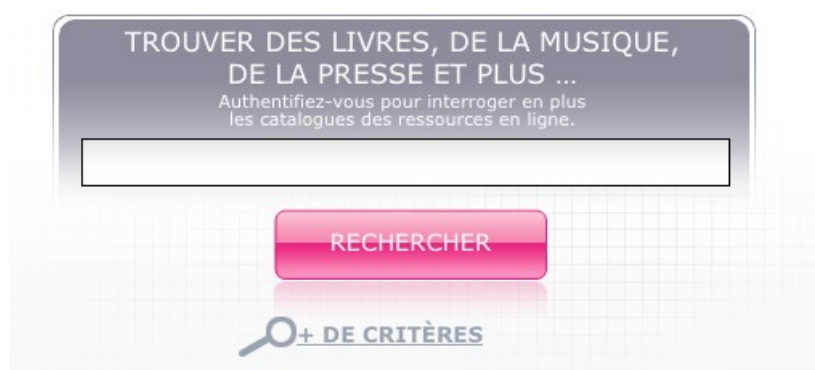 TROUVER DES LIVRES, DE LA MUSIQUE,
DE LA PRESSE ET PLUS ...
Authentifiez-vous pour interroger en plus
les catalogues des ressources en ligne.
RECHERCHER
+ DE CRITÈRES